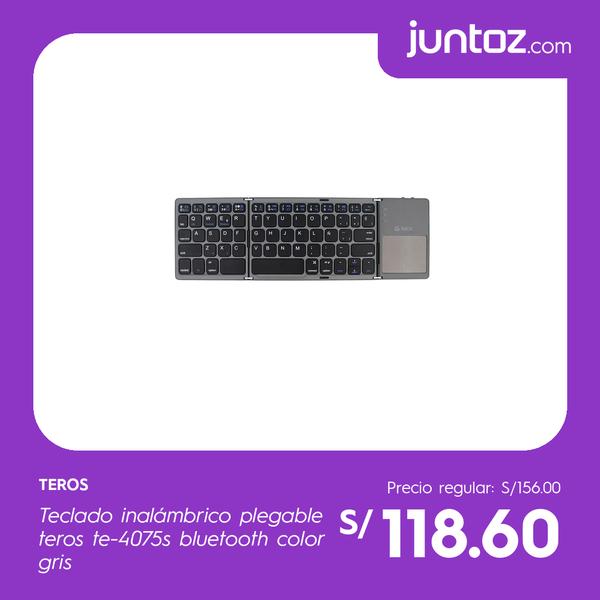 juntoz.com
Q W E R T Y U I O P
A S D F G H J K L Ñ
Z X C V B N M
TEROS
Precio regular: S/156.00
Teclado inalámbrico plegable
teros te-4075s bluetooth color
gris
S/118.60